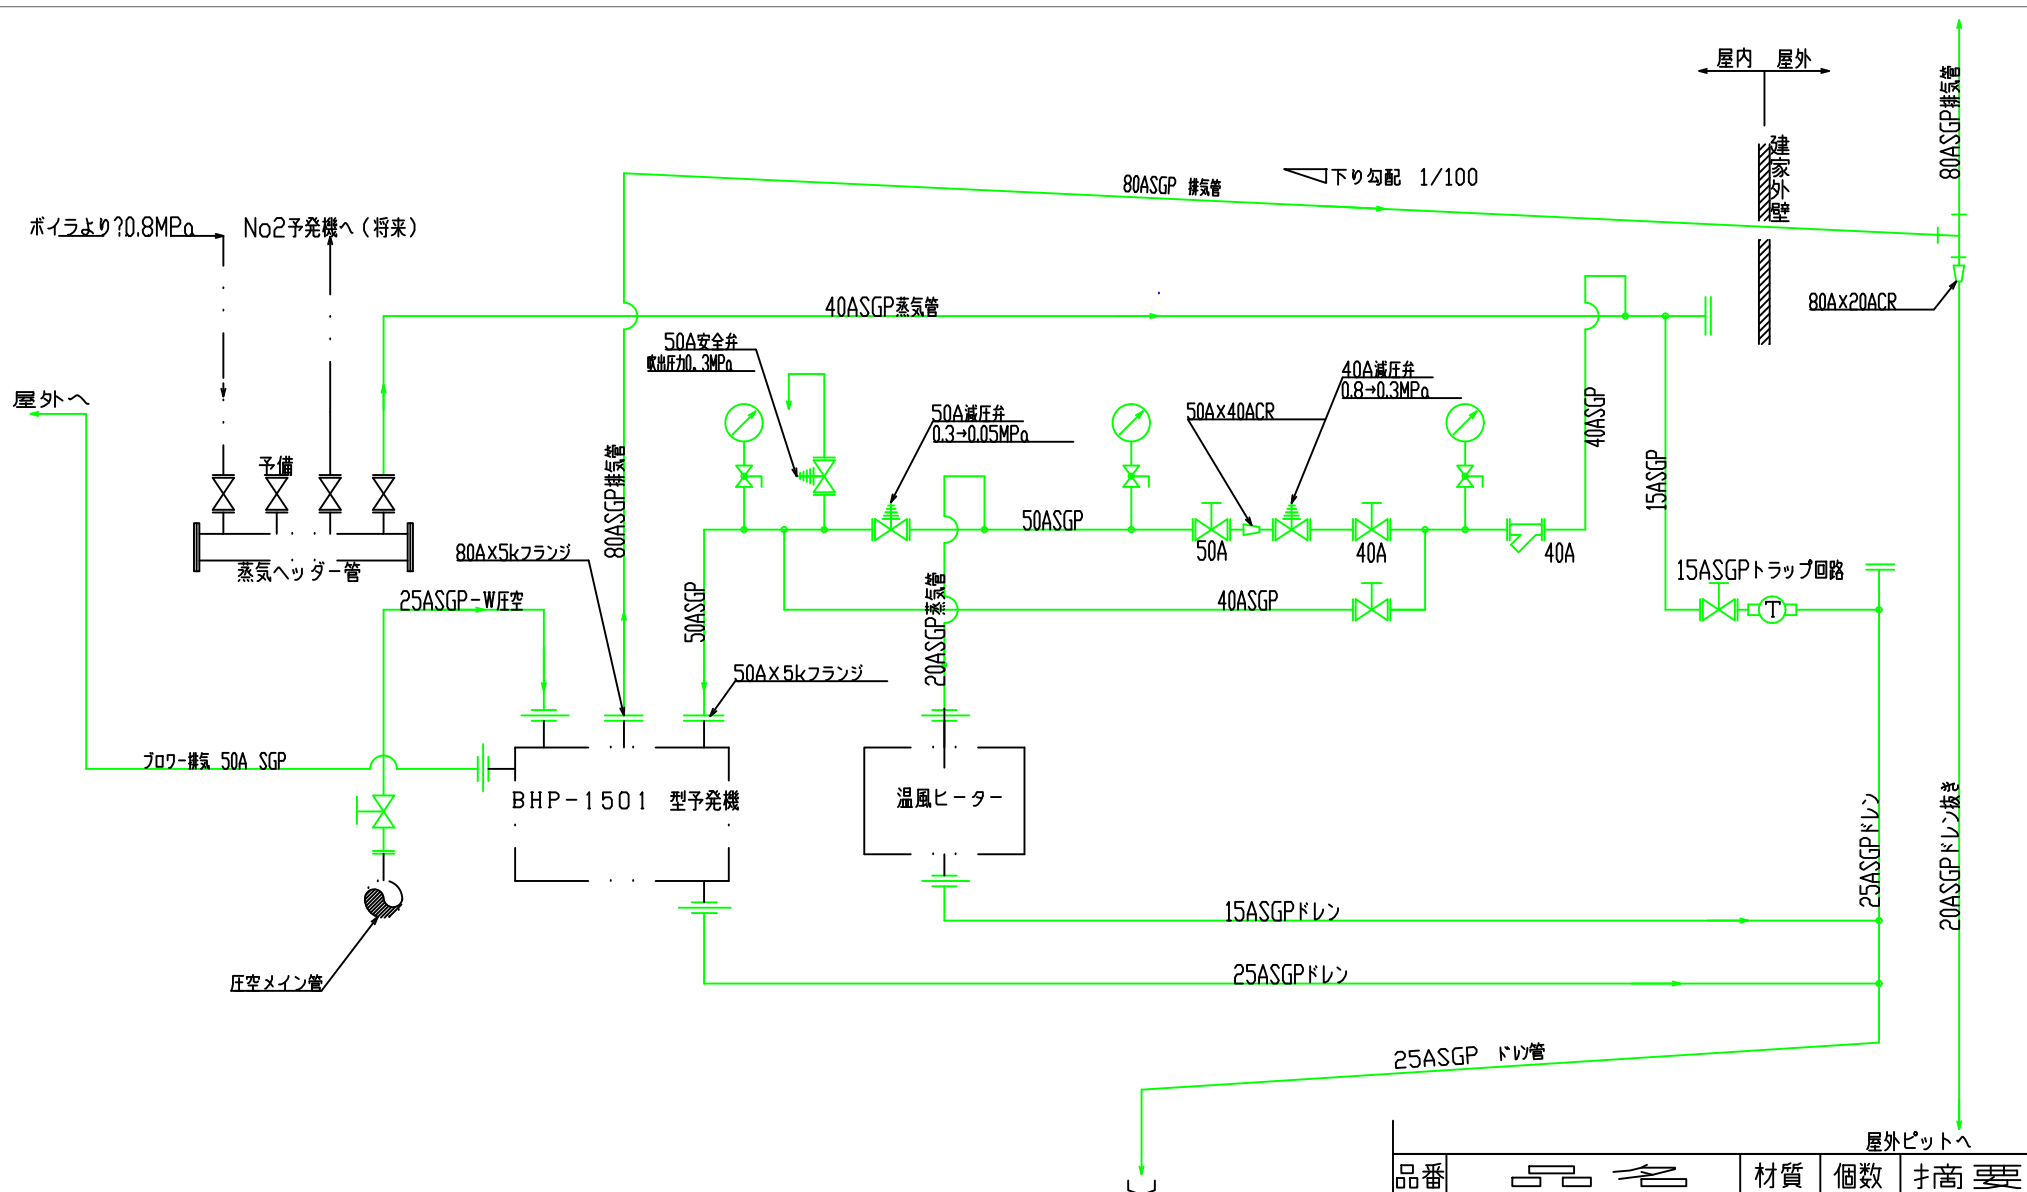 屋内 屋外
80ASGP排気管
建家外壁
80ASGP 排気管
下り勾配 1/100
ボイラより?0.8MPa
No2予発機へ(将来)
80A×20ACR
40ASGP蒸気管
50A安全弁
吹出圧力0.3MPa
40A減圧弁
0.8→0.3MPa
屋外へ
50A減圧弁
0.3→0.05MPa
50A×40ACR
40ASGP
予備
80ASGP排気管
15ASGP
50ASGP
50A
40A
40A
80A×5kフランジ
蒸気ヘッダー管
15ASGPトラップ回路
25ASGP-W圧空
50ASGP
20ASGP蒸気管
40ASGP
T
50A×5kフランジ
ブロワー排気 50A SGP
BHP-1501 型予発機
温風ヒーター
25ASGPドレン
20ASGPドレン抜き
15ASGPドレン
圧空メイン管
25ASGPドレン
25ASGP ドレン管
屋外ピットへ
品番 品名 材質 個数 摘要